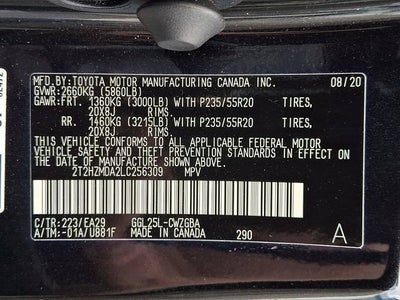 MFD.BY:TOYOTA MOTOR MANUFACTURING CANADA INC. 08/20
GVWR:2660KG (5860LB)
GAWR:FRT. 1360KG (3000LB) WITH P235/55R20 TIRES,
20X8J RIMS.
RR. 1460KG (3215LB) WITH P235/55R20 TIRES,
20X8J RIMS.
THIS VEHICLE CONFORMS TO ALL APPLICABLE FEDERAL MOTOR
VEHICLE SAFETY AND THEFT PREVENTION STANDARDS IN EFFECT
ON THE DATE OF MANUFACTURE SHOWN ABOVE.
2T2HZMDA2LC256309 MPV
C/TR:223/EA29 GGL25L-CWZGBA
A/TM:-01A/U881F MADE IN CANADA 290 A